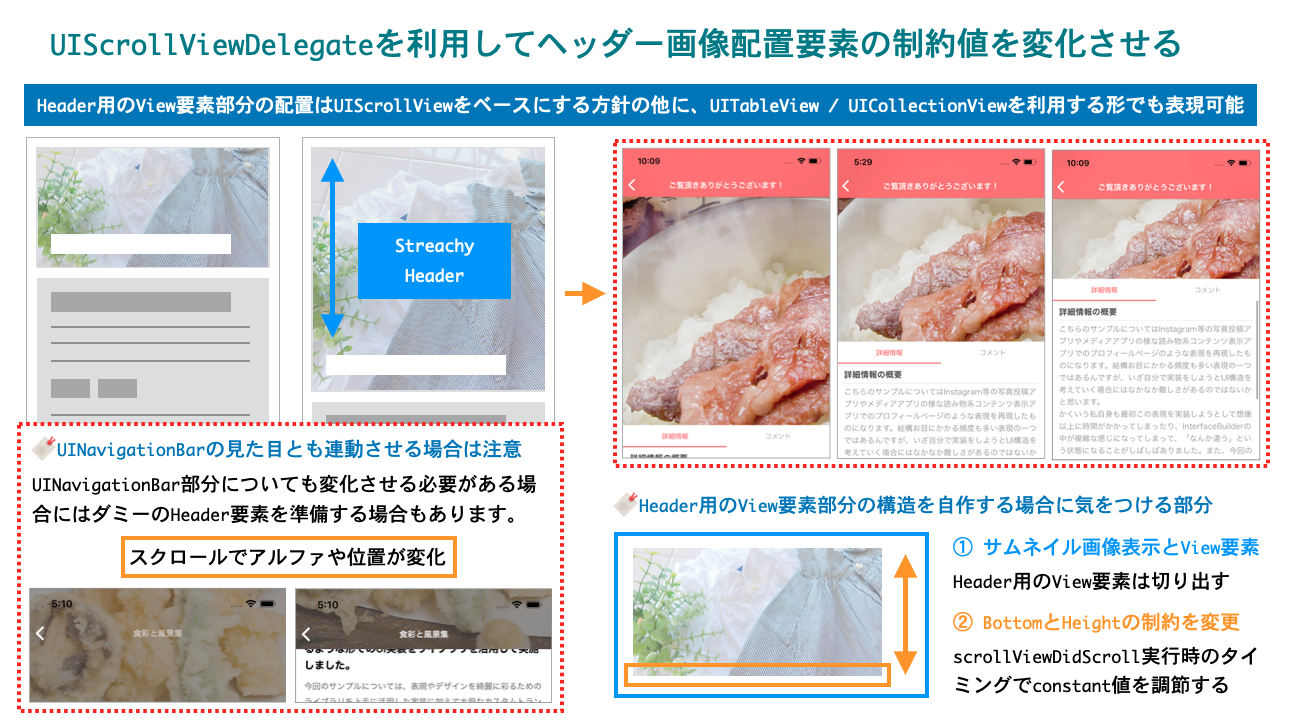 UIScrollViewDelegateを利用してヘッダー画像配置要素の制約値を変化させる
Header用のView要素部分の配置はUIScrollViewをベースにする方針の他に、UITableView / UICollectionViewを利用する形でも表現可能
Streachy
Header
UINavigationBarの見た目とも連動させる場合は注意
UINavigationBar部分についても変化させる必要がある場
合にはダミーのHeader要素を準備する場合もあります。
スクロールでアルファや位置が変化
5:10
食彩と風景集
5:10
食彩と風景集
しました。
今回のサンプルについては、表現やデザインを綺麗に彩るための
10:09
ご覧頂きありがとうございます！
詳細情報
コメント
詳細情報の概要
5:29
ご覧頂きありがとうございます！
詳細情報
コメント
詳細情報の概要
こちらのサンプルについてはInstagram等の写真投稿ア
プリやメディアアプリの様な読み物系コンテンツ表示ア
プリでのプロフィールページのような表現を再現したも
のになります。結構お目にかかる頻度も多い表現の一つ
ではあるんですが、いざ自分で実装をしようとUI構造を
考えていく場合にはなかなか難しさがあるのではないか
10:09
ご覧頂きありがとうございます！
詳細情報
コメント
詳細情報の概要
こちらのサンプルについてはInstagram等の写真投稿ア
プリやメディアアプリの様な読み物系コンテンツ表示ア
プリでのプロフィールページのような表現を再現したも
のになります。結構お目にかかる頻度も多い表現の一つ
ではあるんですが、いざ自分で実装をしようとUI構造を
考えていく場合にはなかなか難しさがあるのではないか
と思います。
かくいう私自身も最初この表現を実装しようとして想像
以上に時間がかかってしまったり、InterfaceBuilderの
中が複雑な感じになってしまって、「なんか違う」とい
う状態になることがしばしばありました。また、今回の
Header用のView要素部分の構造を自作する場合に気をつける部分
① サムネイル画像表示とView要素
Header用のView要素は切り出す
② BottomとHeightの制約を変更
scrollViewDidScroll実行時のタイ
ミングでconstant値を調節する